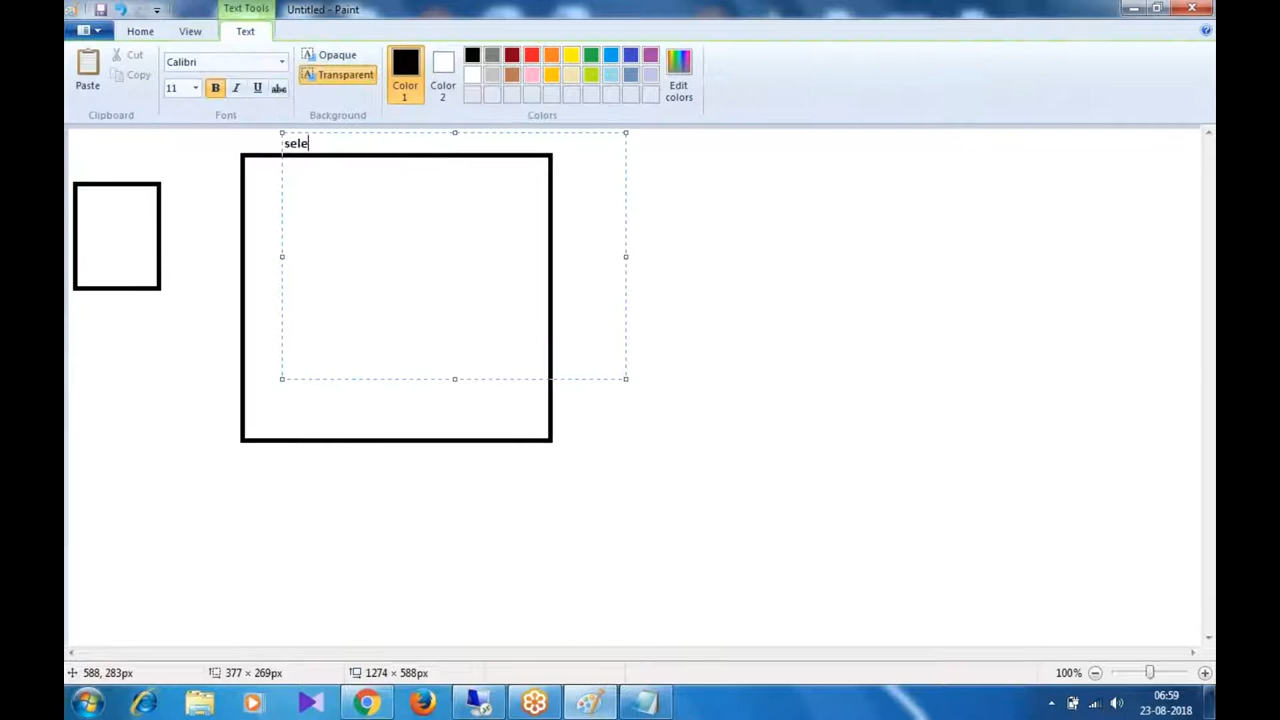 Text Tools
Untitled - Paint
Home
View
Text
Paste
Cut
Copy
Clipboard
Calibri
11
B
I
U
abc
Font
A Opaque
A Transparent
Background
Color
1
Color
2
Edit
colors
Colors
sele
588, 283px
377 × 269px
1274 × 588px
100%
06:59
23-08-2018